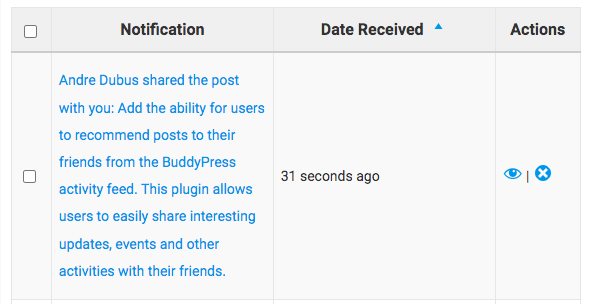 Notification Date Received Actions
Andre Dubus shared the post
with you: Add the ability for users
to recommend posts to their
friends from the BuddyPress
activity feed. This plugin allows
users to easily share interesting
updates, events and other
activities with their friends.
31 seconds ago
|